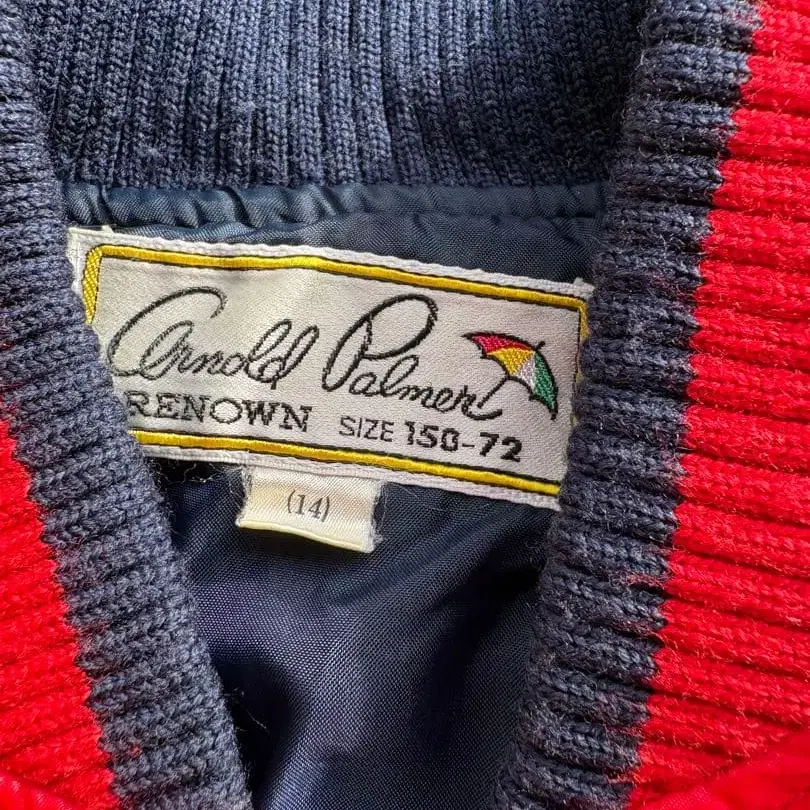 Arnold Palmer
RENOWN SIZE 150-72
(14)